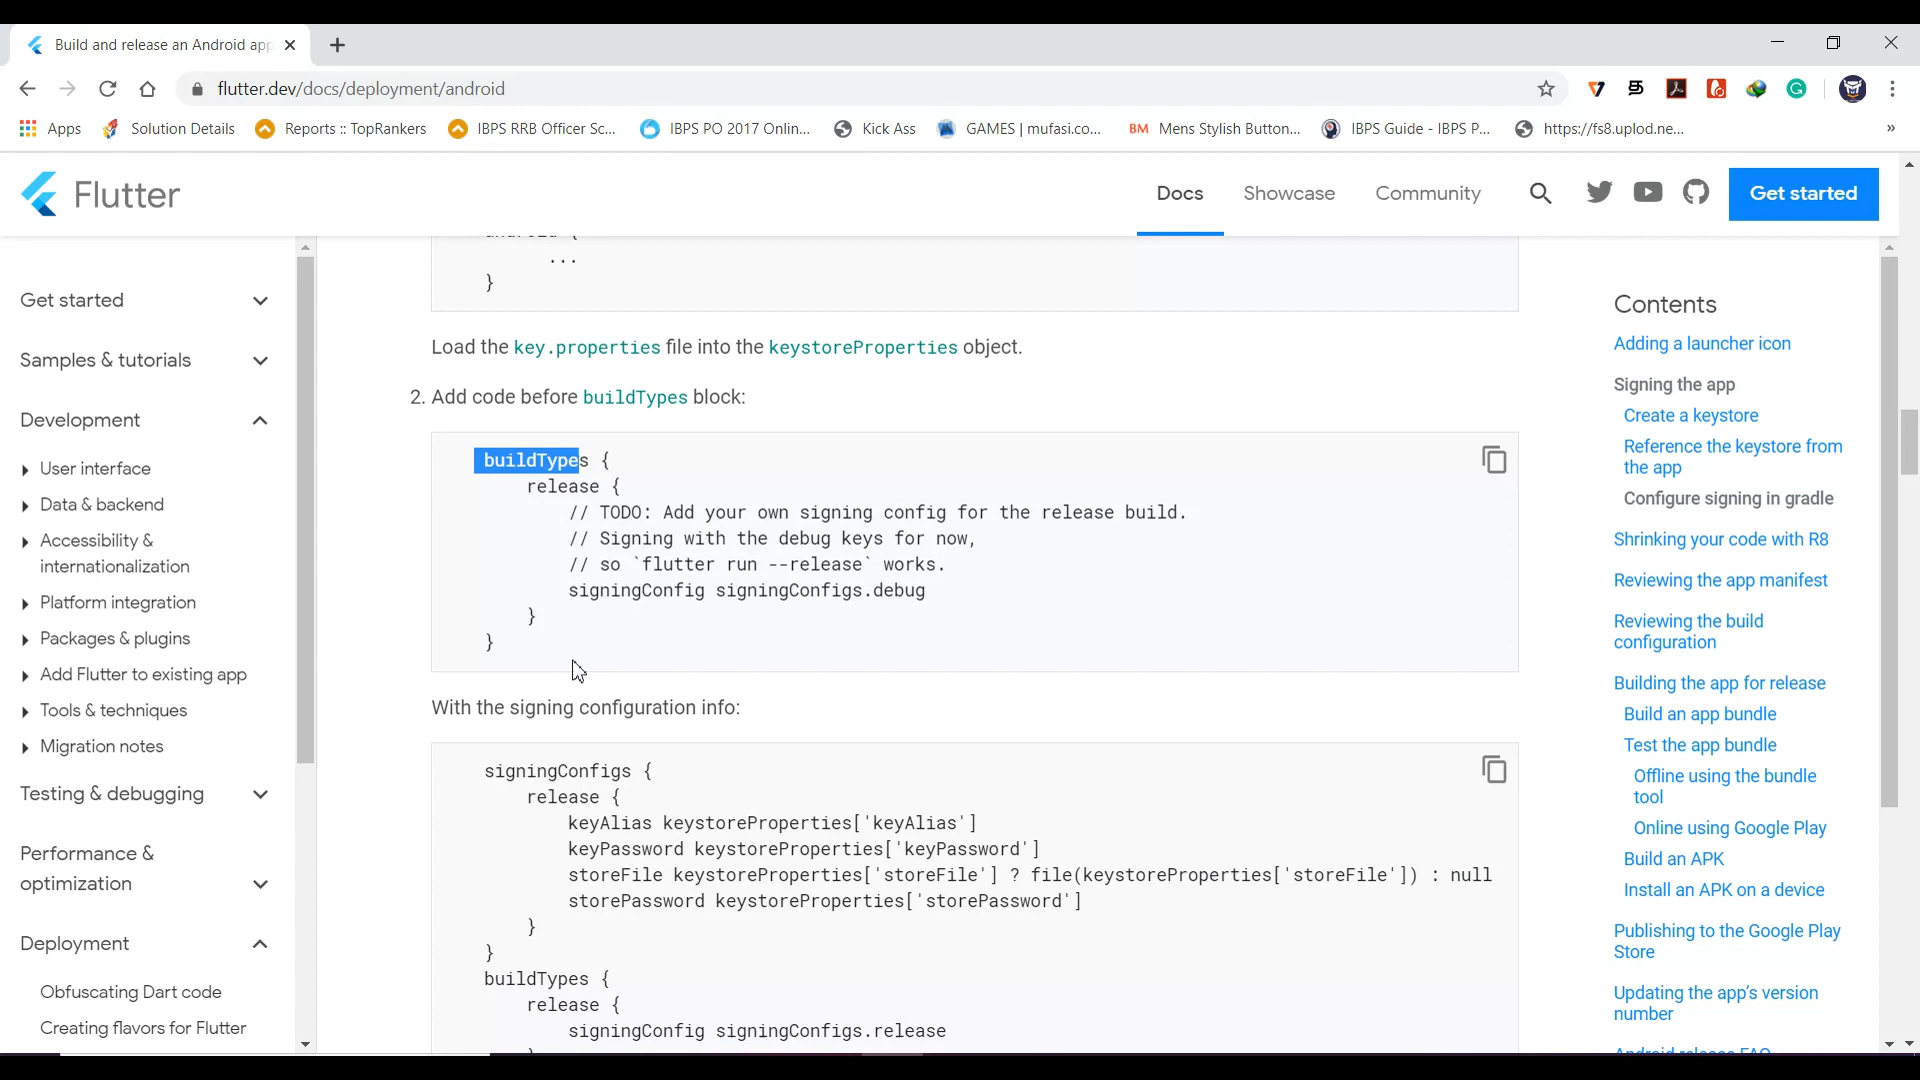 Build and release an Android app
flutter.dev/docs/deployment/android
Apps
Solution Details
Reports :: TopRankers
IBPS RRB Officer Sc...
IBPS PO 2017 Onlin...
Kick Ass
GAMES | mufasi.co...
BM Mens Stylish Button...
IBPS Guide - IBPS P...
https://fs8.uplod.ne...
»
Flutter
Docs
Showcase
Community
Get started
Get started
Samples & tutorials
Development
User interface
Data & backend
Accessibility &
internationalization
Platform integration
Packages & plugins
Add Flutter to existing app
Tools & techniques
Migration notes
Testing & debugging
Performance &
optimization
Deployment
Obfuscating Dart code
Creating flavors for Flutter
...
}
Load the key.properties file into the keystoreProperties object.
2. Add code before buildTypes block:
buildTypes {
release {
// TODO: Add your own signing config for the release build.
// Signing with the debug keys for now,
// so `flutter run --release` works.
signingConfig signingConfigs.debug
}
}
With the signing configuration info:
signingConfigs {
release {
keyAlias keystoreProperties['keyAlias']
keyPassword keystoreProperties['keyPassword']
storeFile keystoreProperties['storeFile'] ? file(keystoreProperties['storeFile']) : null
storePassword keystoreProperties['storePassword']
}
}
buildTypes {
release {
signingConfig signingConfigs.release
Contents
Adding a launcher icon
Signing the app
Create a keystore
Reference the keystore from
the app
Configure signing in gradle
Shrinking your code with R8
Reviewing the app manifest
Reviewing the build
configuration
Building the app for release
Build an app bundle
Test the app bundle
Offline using the bundle
tool
Online using Google Play
Build an APK
Install an APK on a device
Publishing to the Google Play
Store
Updating the app's version
number